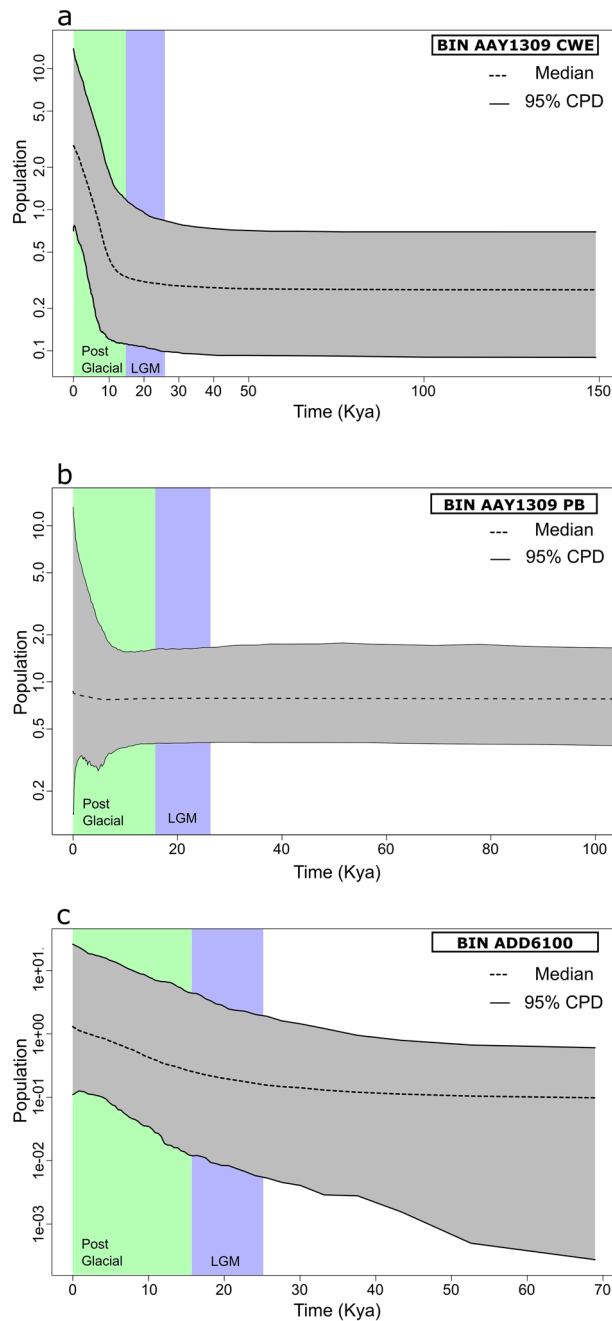 a
BIN AAY1309 CWE
Median
95% CPD
Population
10.0
5.0
2.0
1.0
0.5
0.2
0.1
Post
Glacial
LGM
0 10 20 30 40 50 100 150
Time (Kya)
b
BIN AAY1309 PB
Median
95% CPD
Population
10.0
5.0
2.0
1.0
0.5
0.2
Post
Glacial
LGM
0 20 40 60 80 100
Time (Kya)
c
BIN ADD6100
Median
95% CPD
Population
1e+01
1e+00
1e-01
1e-02
1e-03
Post
Glacial
LGM
0 10 20 30 40 50 60 70
Time (Kya)